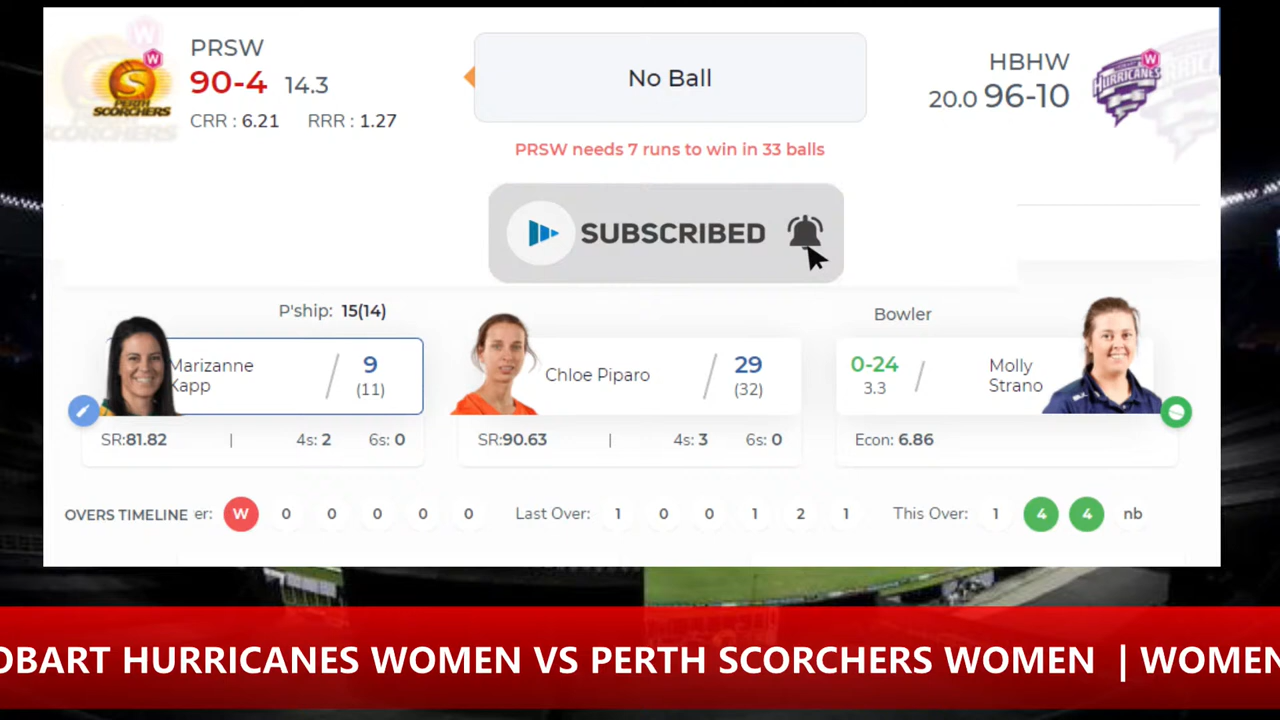 PRSW
90-4 14.3
CRR : 6.21 RRR : 1.27
W
PERTH
SCORCHERS
No Ball
PRSW needs 7 runs to win in 33 balls
HBHW
20.0 96-10
W
HURRICANES
SUBSCRIBED
P'ship: 15(14)
Bowler
Marizanne
Kapp
9
(11)
SR:81.82 | 4s: 2 6s: 0
Chloe Piparo
29
(32)
SR:90.63 | 4s: 3 6s: 0
0-24
3.3
Molly
Strano
Econ: 6.86
OVERS TIMELINE er: W 0 0 0 0 0 Last Over: 1 0 0 1 2 1 This Over: 1 4 4 nb
OBART HURRICANES WOMEN VS PERTH SCORCHERS WOMEN | WOMEN